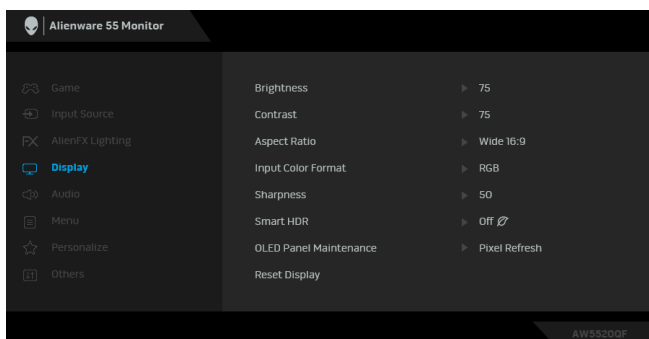 Alienware 55 Monitor
Game
Input Source
FX AlienFX Lighting
Display
Audio
Menu
Personalize
Others
Brightness 75
Contrast 75
Aspect Ratio Wide 16:9
Input Color Format RGB
Sharpness 50
Smart HDR Off
OLED Panel Maintenance Pixel Refresh
Reset Display
AW5520QF